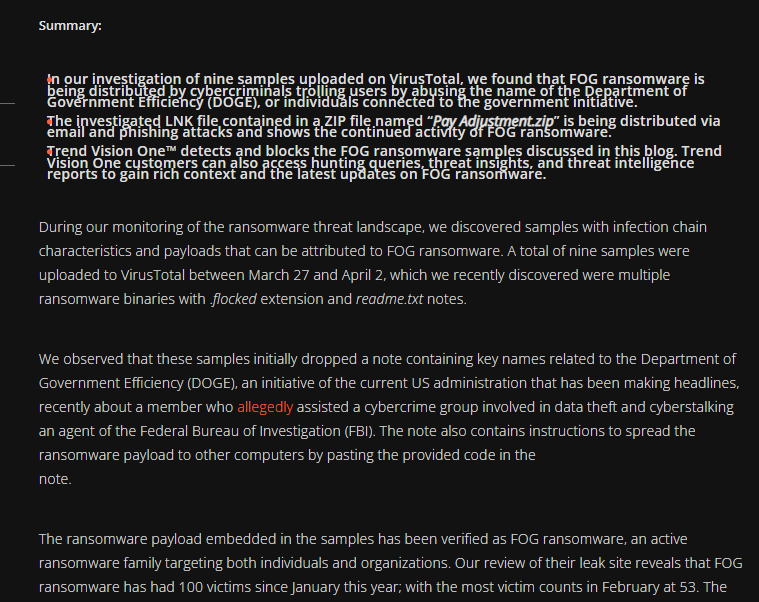 Summary:
In our investigation of nine samples uploaded on VirusTotal, we found that FOG ransomware is
being distributed by cybercriminals trolling users by abusing the name of the Department of
Government Efficiency (DOGE), or individuals connected to the government initiative.
The investigated LNK file contained in a ZIP file named “Pay Adjustment.zip” is being distributed via
email and phishing attacks and shows the continued activity of FOG ransomware.
Trend Vision One™ detects and blocks the FOG ransomware samples discussed in this blog. Trend
Vision One customers can also access hunting queries, threat insights, and threat intelligence
reports to gain rich context and the latest updates on FOG ransomware.
During our monitoring of the ransomware threat landscape, we discovered samples with infection chain
characteristics and payloads that can be attributed to FOG ransomware. A total of nine samples were
uploaded to VirusTotal between March 27 and April 2, which we recently discovered were multiple
ransomware binaries with .flocked extension and readme.txt notes.
We observed that these samples initially dropped a note containing key names related to the Department of
Government Efficiency (DOGE), an initiative of the current US administration that has been making headlines,
recently about a member who allegedly assisted a cybercrime group involved in data theft and cyberstalking
an agent of the Federal Bureau of Investigation (FBI). The note also contains instructions to spread the
ransomware payload to other computers by pasting the provided code in the
note.
The ransomware payload embedded in the samples has been verified as FOG ransomware, an active
ransomware family targeting both individuals and organizations. Our review of their leak site reveals that FOG
ransomware has had 100 victims since January this year; with the most victim counts in February at 53. The